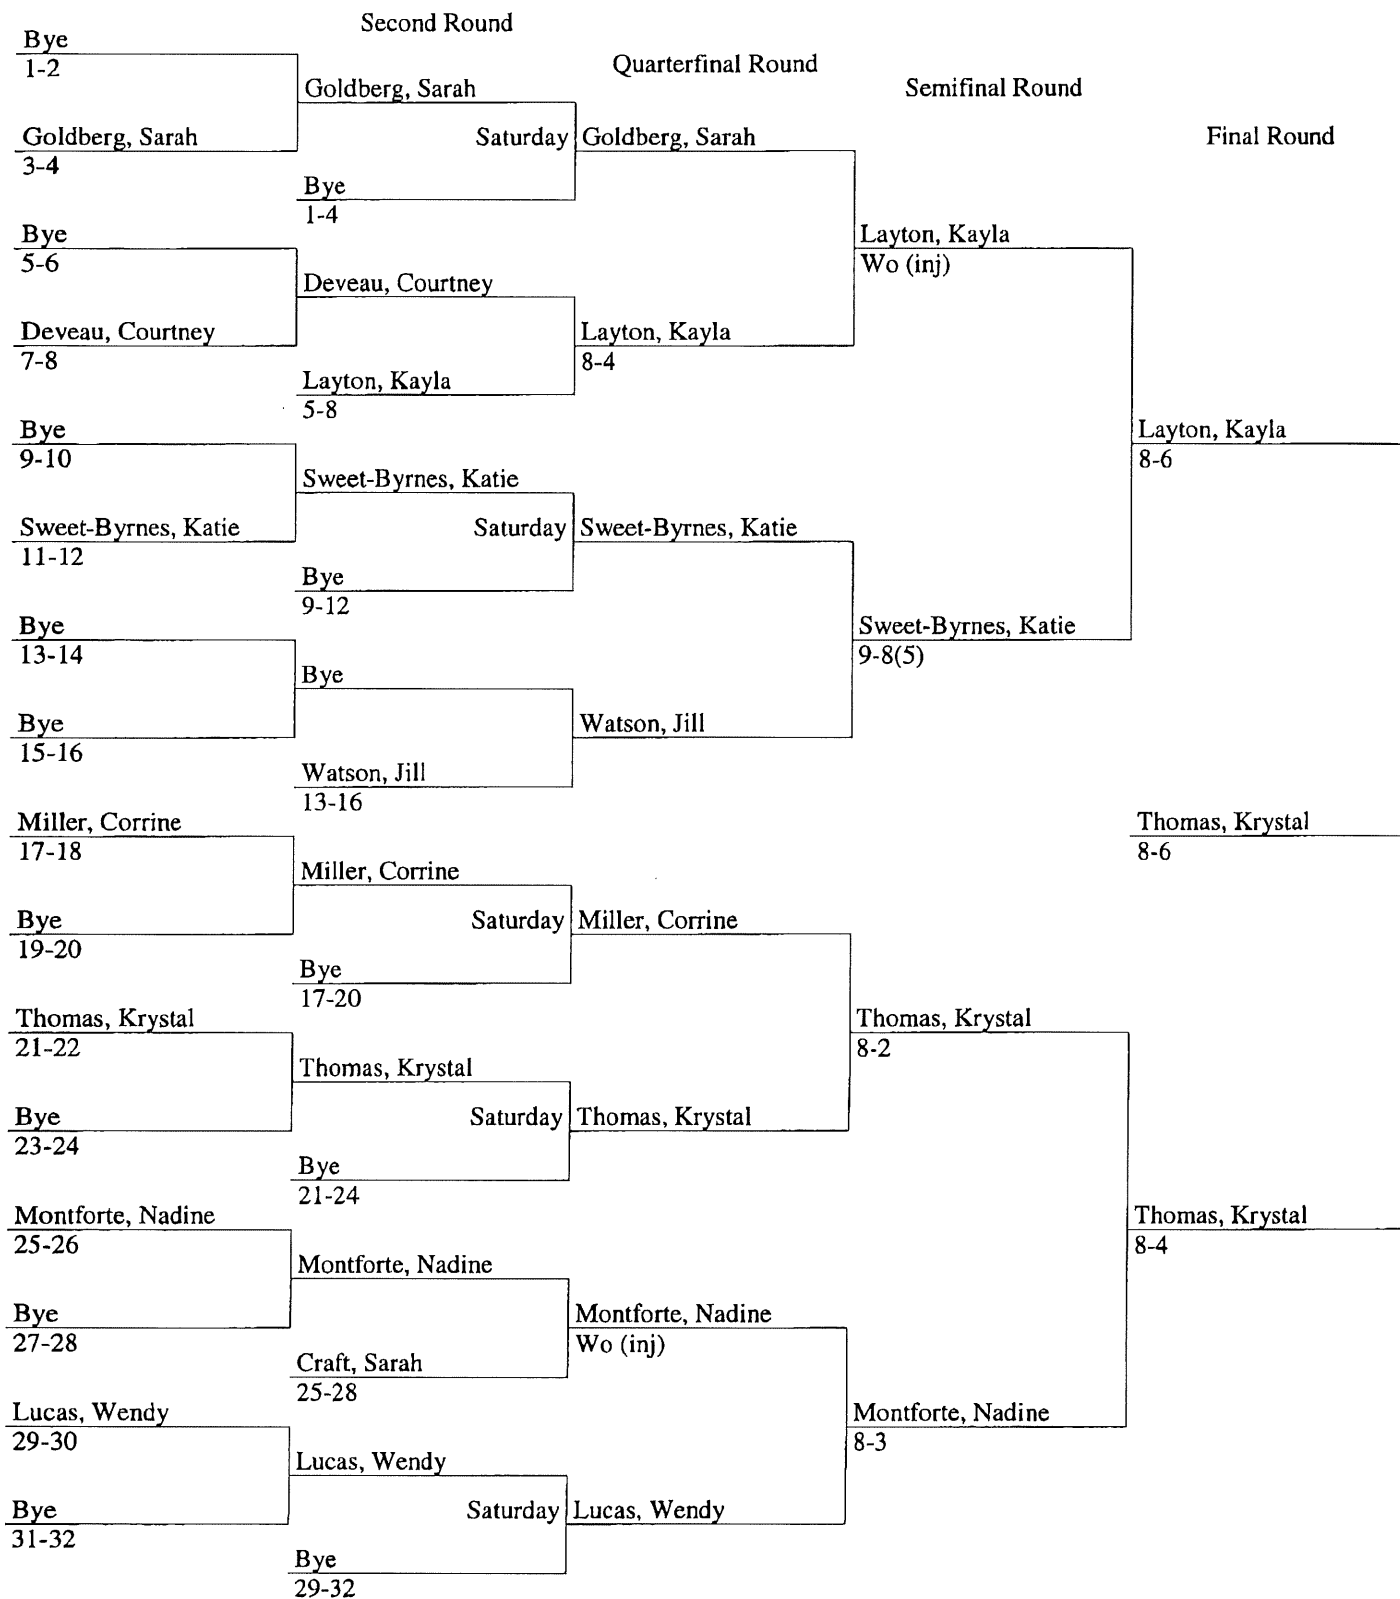 Second Round
Quarterfinal Round
Semifinal Round
Final Round
Bye
1-2
Goldberg, Sarah
Goldberg, Sarah
3-4
Saturday Goldberg, Sarah
Bye
1-4
Bye
5-6
Layton, Kayla
Wo (inj)
Deveau, Courtney
Deveau, Courtney
7-8
Layton, Kayla
8-4
Layton, Kayla
5-8
Bye
9-10
Layton, Kayla
8-6
Sweet-Byrnes, Katie
Sweet-Byrnes, Katie
11-12
Saturday Sweet-Byrnes, Katie
Bye
9-12
Bye
13-14
Sweet-Byrnes, Katie
9-8(5)
Bye
Bye
15-16
Watson, Jill
Watson, Jill
13-16
Miller, Corrine
17-18
Thomas, Krystal
8-6
Miller, Corrine
Bye
19-20
Saturday Miller, Corrine
Bye
17-20
Thomas, Krystal
21-22
Thomas, Krystal
8-2
Thomas, Krystal
Bye
23-24
Saturday Thomas, Krystal
Bye
21-24
Montforte, Nadine
25-26
Thomas, Krystal
8-4
Montforte, Nadine
Bye
27-28
Montforte, Nadine
Wo (inj)
Craft, Sarah
25-28
Lucas, Wendy
29-30
Montforte, Nadine
8-3
Lucas, Wendy
Bye
31-32
Saturday Lucas, Wendy
Bye
29-32